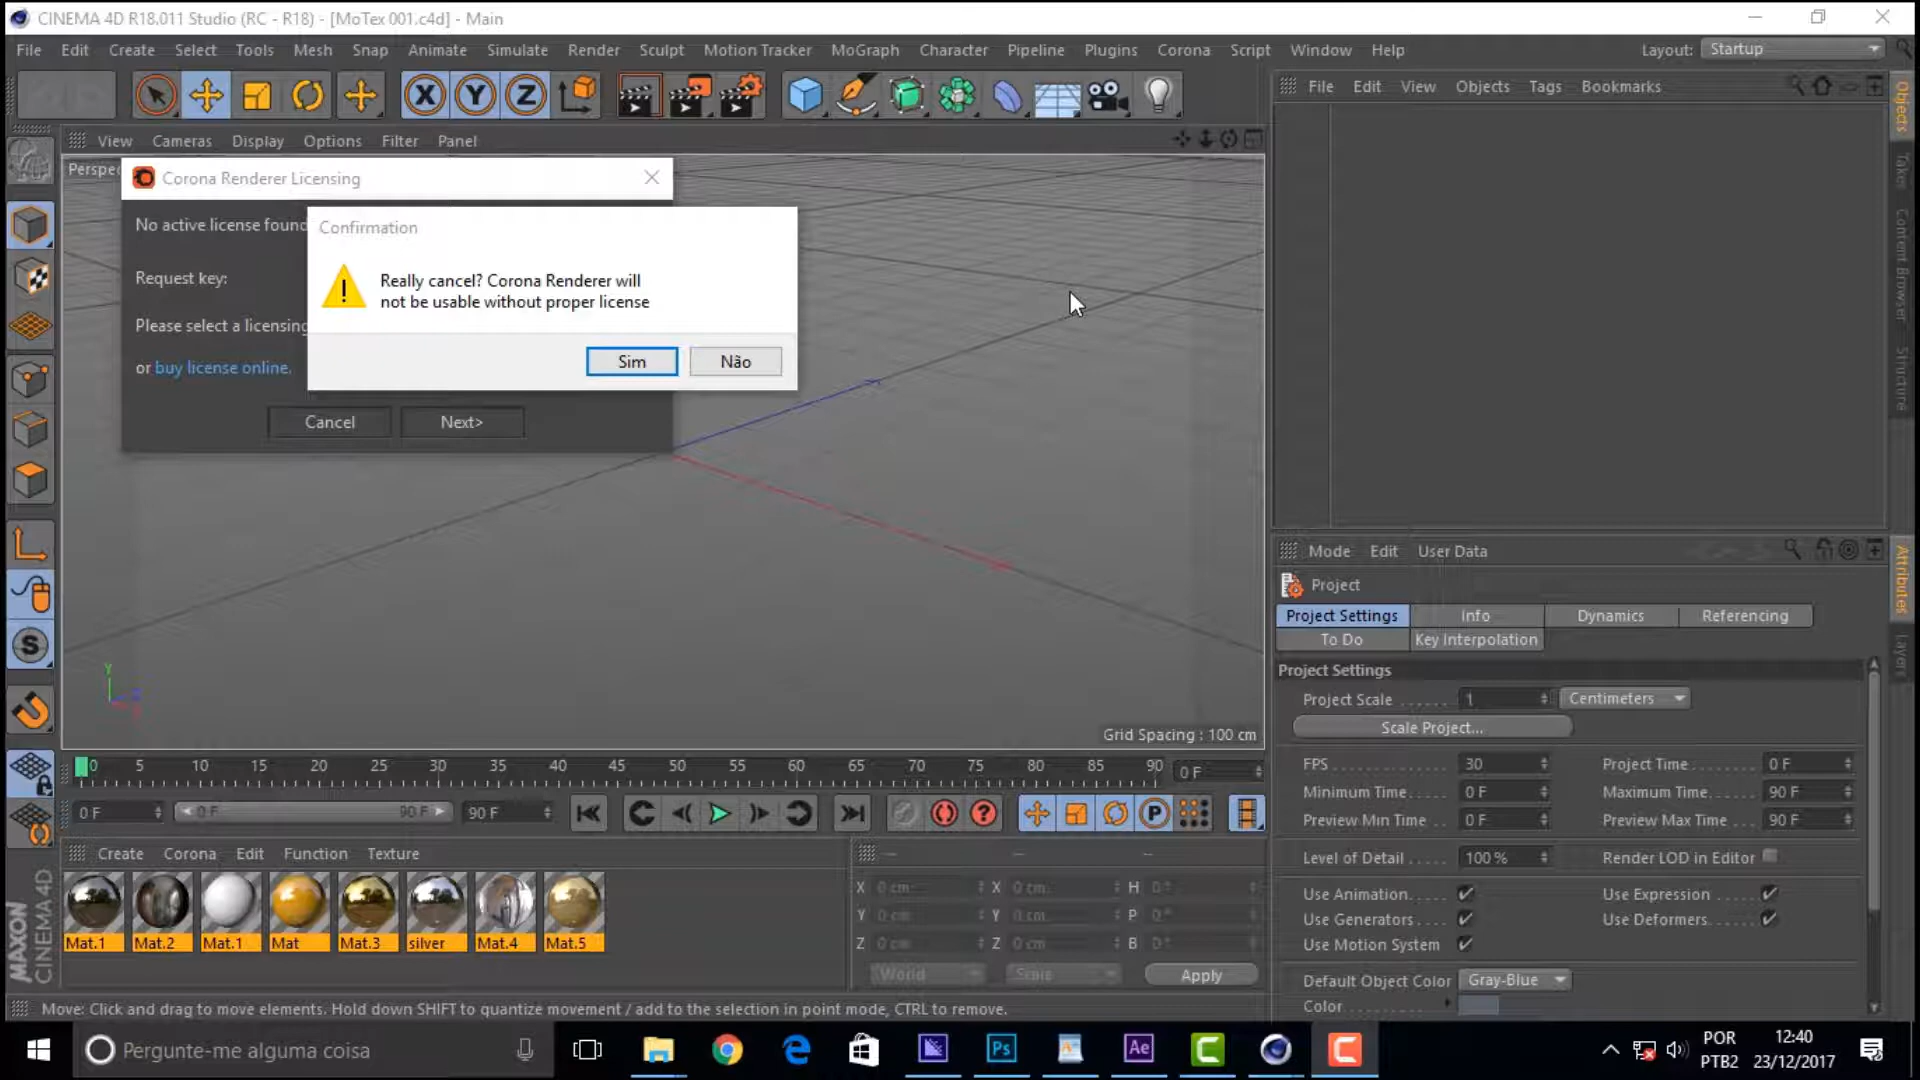 CINEMA 4D R18.011 Studio (RC - R18) - [MoTex 001.c4d] - Main
File Edit Create Select Tools Mesh Snap Animate Simulate Render Sculpt Motion Tracker MoGraph Character Pipeline Plugins Corona Script Window Help
Layout: Startup
View Cameras Display Options Filter Panel
File Edit View Objects Tags Bookmarks
Objects
Takes
Content Browser
Structure
Perspe
Corona Renderer Licensing
No active license found
Request key:
Please select a licensing
or buy license online.
Cancel Next>
Confirmation
Really cancel? Corona Renderer will
not be usable without proper license
Sim Não
X Y Z
S
Y
Grid Spacing : 100 cm
Mode Edit User Data
Attributes
Layers
Project
Project Settings Info Dynamics Referencing
To Do Key Interpolation
Project Settings
Project Scale 1 Centimeters
Scale Project...
FPS 30 Project Time 0 F
Minimum Time 0 F Maximum Time 90 F
Preview Min Time 0 F Preview Max Time 90 F
Level of Detail 100 % Render LOD in Editor
Use Animation Use Expression
Use Generators Use Deformers
Use Motion System
Default Object Color Gray-Blue
Color
0 5 10 15 20 25 30 35 40 45 50 55 60 65 70 75 80 85 90 0 F
0 F 0 F 90 F 90 F
Create Corona Edit Function Texture
Mat.1 Mat.2 Mat.1 Mat Mat.3 silver Mat.4 Mat.5
X 0 cm X 0 cm H 0°
Y 0 cm Y 0 cm P 0°
Z 0 cm Z 0 cm B 0°
World Scale Apply
MAXON
CINEMA 4D
Move: Click and drag to move elements. Hold down SHIFT to quantize movement / add to the selection in point mode, CTRL to remove.
Pergunte-me alguma coisa
Ps
Ae
POR
PTB2
12:40
23/12/2017